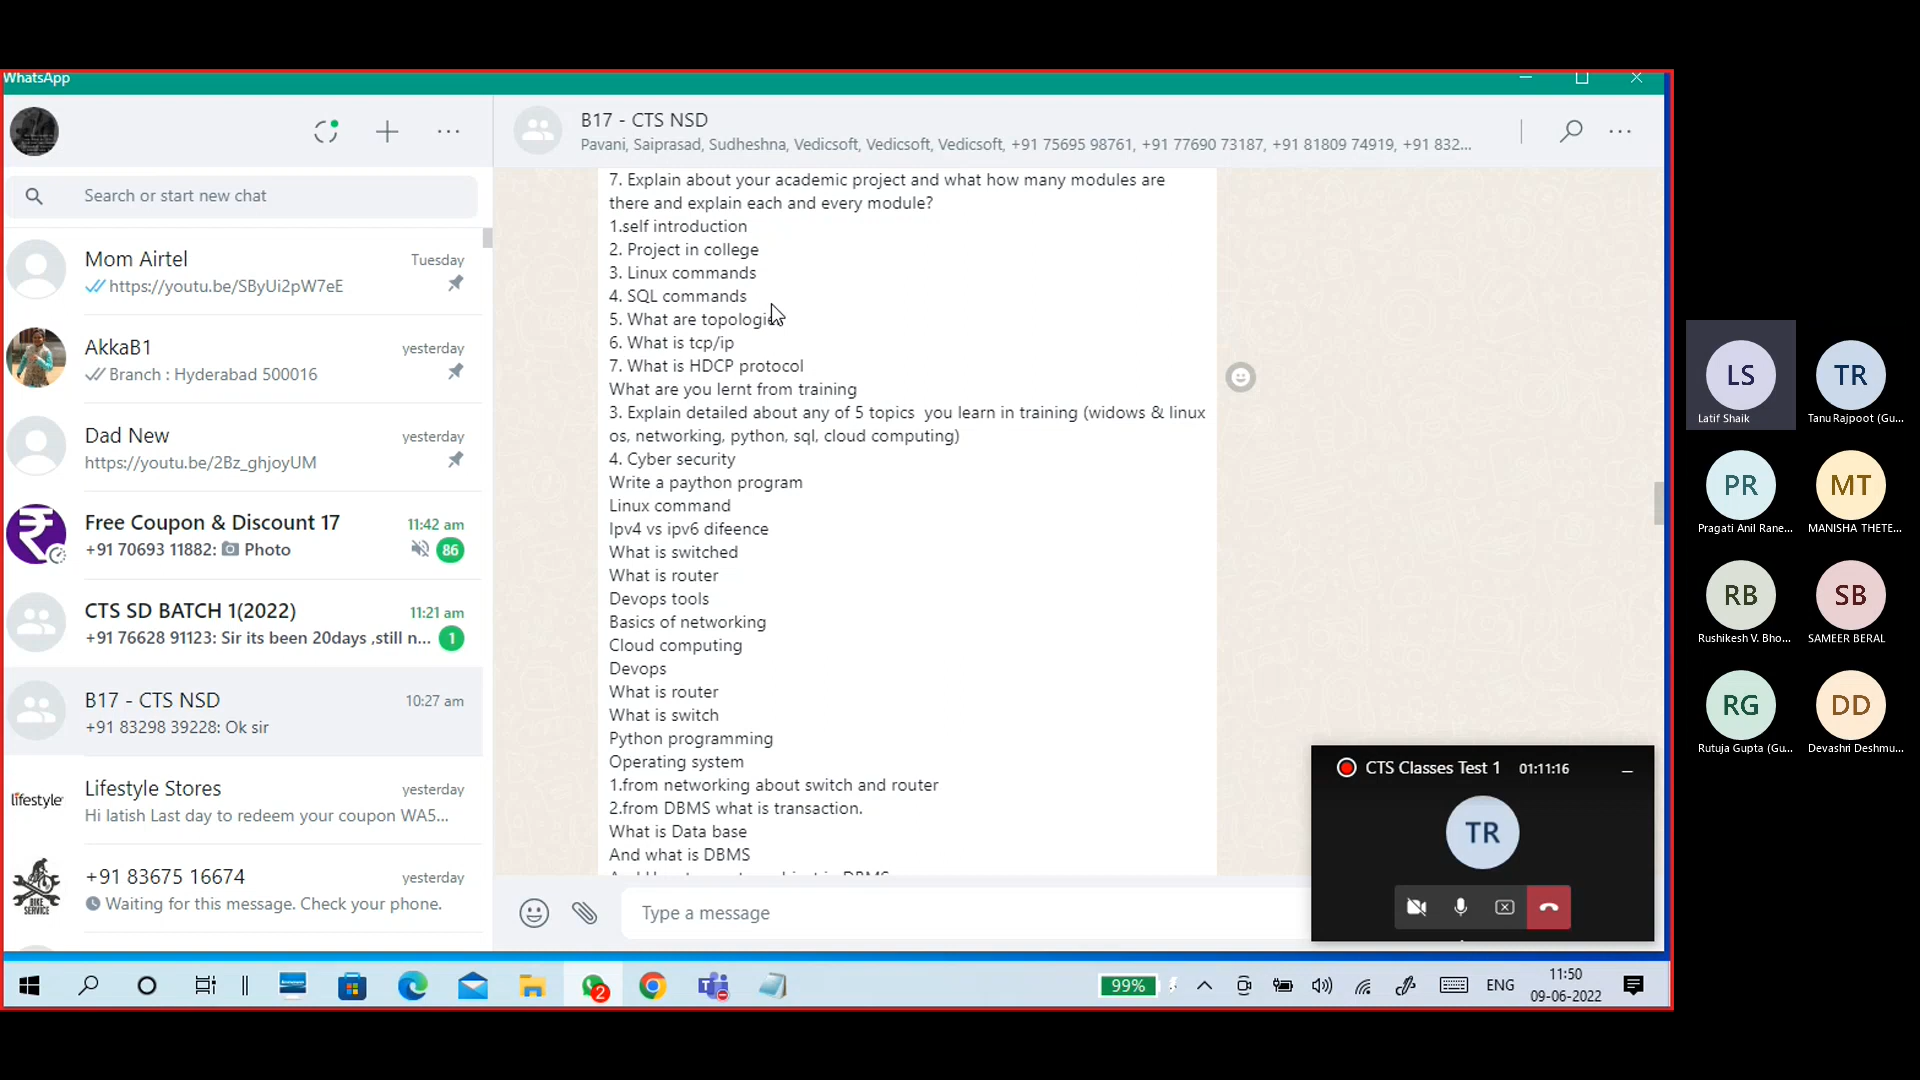 WhatsApp
Search or start new chat
Mom Airtel
Tuesday
https://youtu.be/SByUi2pW7eE
AkkaB1
yesterday
Branch : Hyderabad 500016
Dad New
yesterday
https://youtu.be/2Bz_ghjoyUM
Free Coupon & Discount 17
11:42 am
+91 70693 11882: Photo
86
CTS SD BATCH 1(2022)
11:21 am
+91 76628 91123: Sir its been 20days ,still n...
1
B17 - CTS NSD
10:27 am
+91 83298 39228: Ok sir
lifestyle
Lifestyle Stores
yesterday
Hi latish Last day to redeem your coupon WA5...
BIKE
SERVICE
+91 83675 16674
yesterday
Waiting for this message. Check your phone.
B17 - CTS NSD
Pavani, Saiprasad, Sudheshna, Vedicsoft, Vedicsoft, Vedicsoft, +91 75695 98761, +91 77690 73187, +91 81809 74919, +91 832...
7. Explain about your academic project and what how many modules are
there and explain each and every module?
1.self introduction
2. Project in college
3. Linux commands
4. SQL commands
5. What are topologie
6. What is tcp/ip
7. What is HDCP protocol
What are you lernt from training
3. Explain detailed about any of 5 topics you learn in training (widows & linux
os, networking, python, sql, cloud computing)
4. Cyber security
Write a paython program
Linux command
Ipv4 vs ipv6 difeence
What is switched
What is router
Devops tools
Basics of networking
Cloud computing
Devops
What is router
What is switch
Python programming
Operating system
1.from networking about switch and router
2.from DBMS what is transaction.
What is Data base
And what is DBMS
Type a message
CTS Classes Test 1
01:11:16
TR
2
99%
ENG
11:50
09-06-2022
LS
Latif Shaik
TR
Tanu Rajpoot (Gu...
PR
Pragati Anil Rane...
MT
MANISHA THETE...
RB
Rushikesh V. Bho...
SB
SAMEER BERAL
RG
Rutuja Gupta (Gu...
DD
Devashri Deshmu...